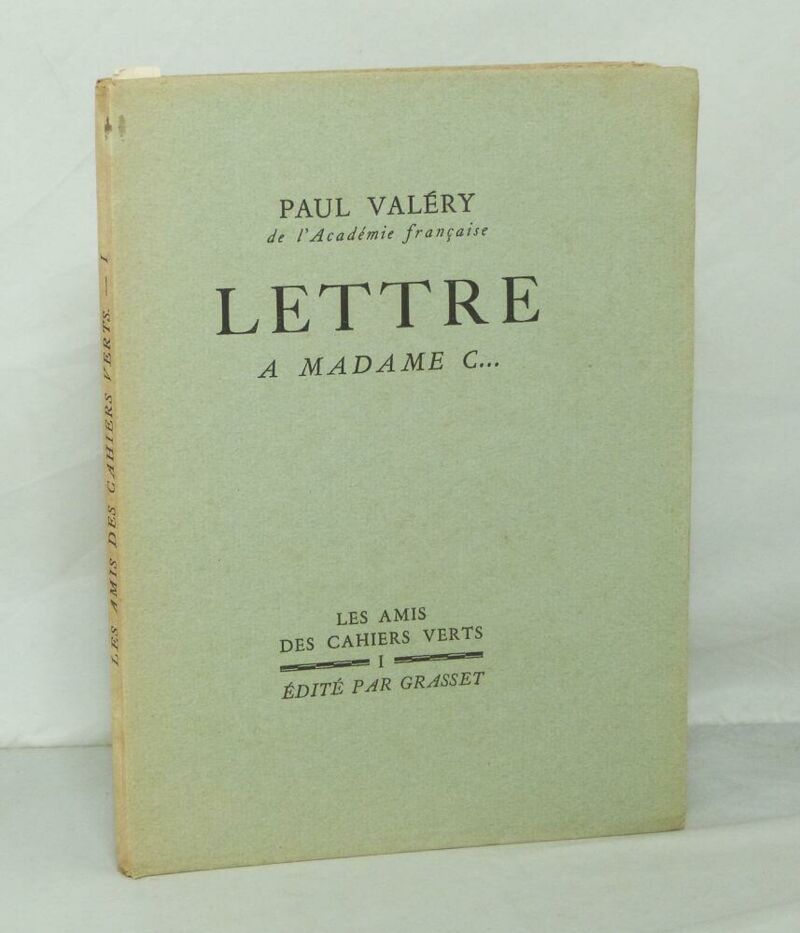 PAUL VALÉRY
de l'Académie française
LETTRE
A MADAME C...
LES AMIS
DES CAHIERS VERTS
I
ÉDITÉ PAR GRASSET
LES AMIS DES CAHIERS VERTS. — I